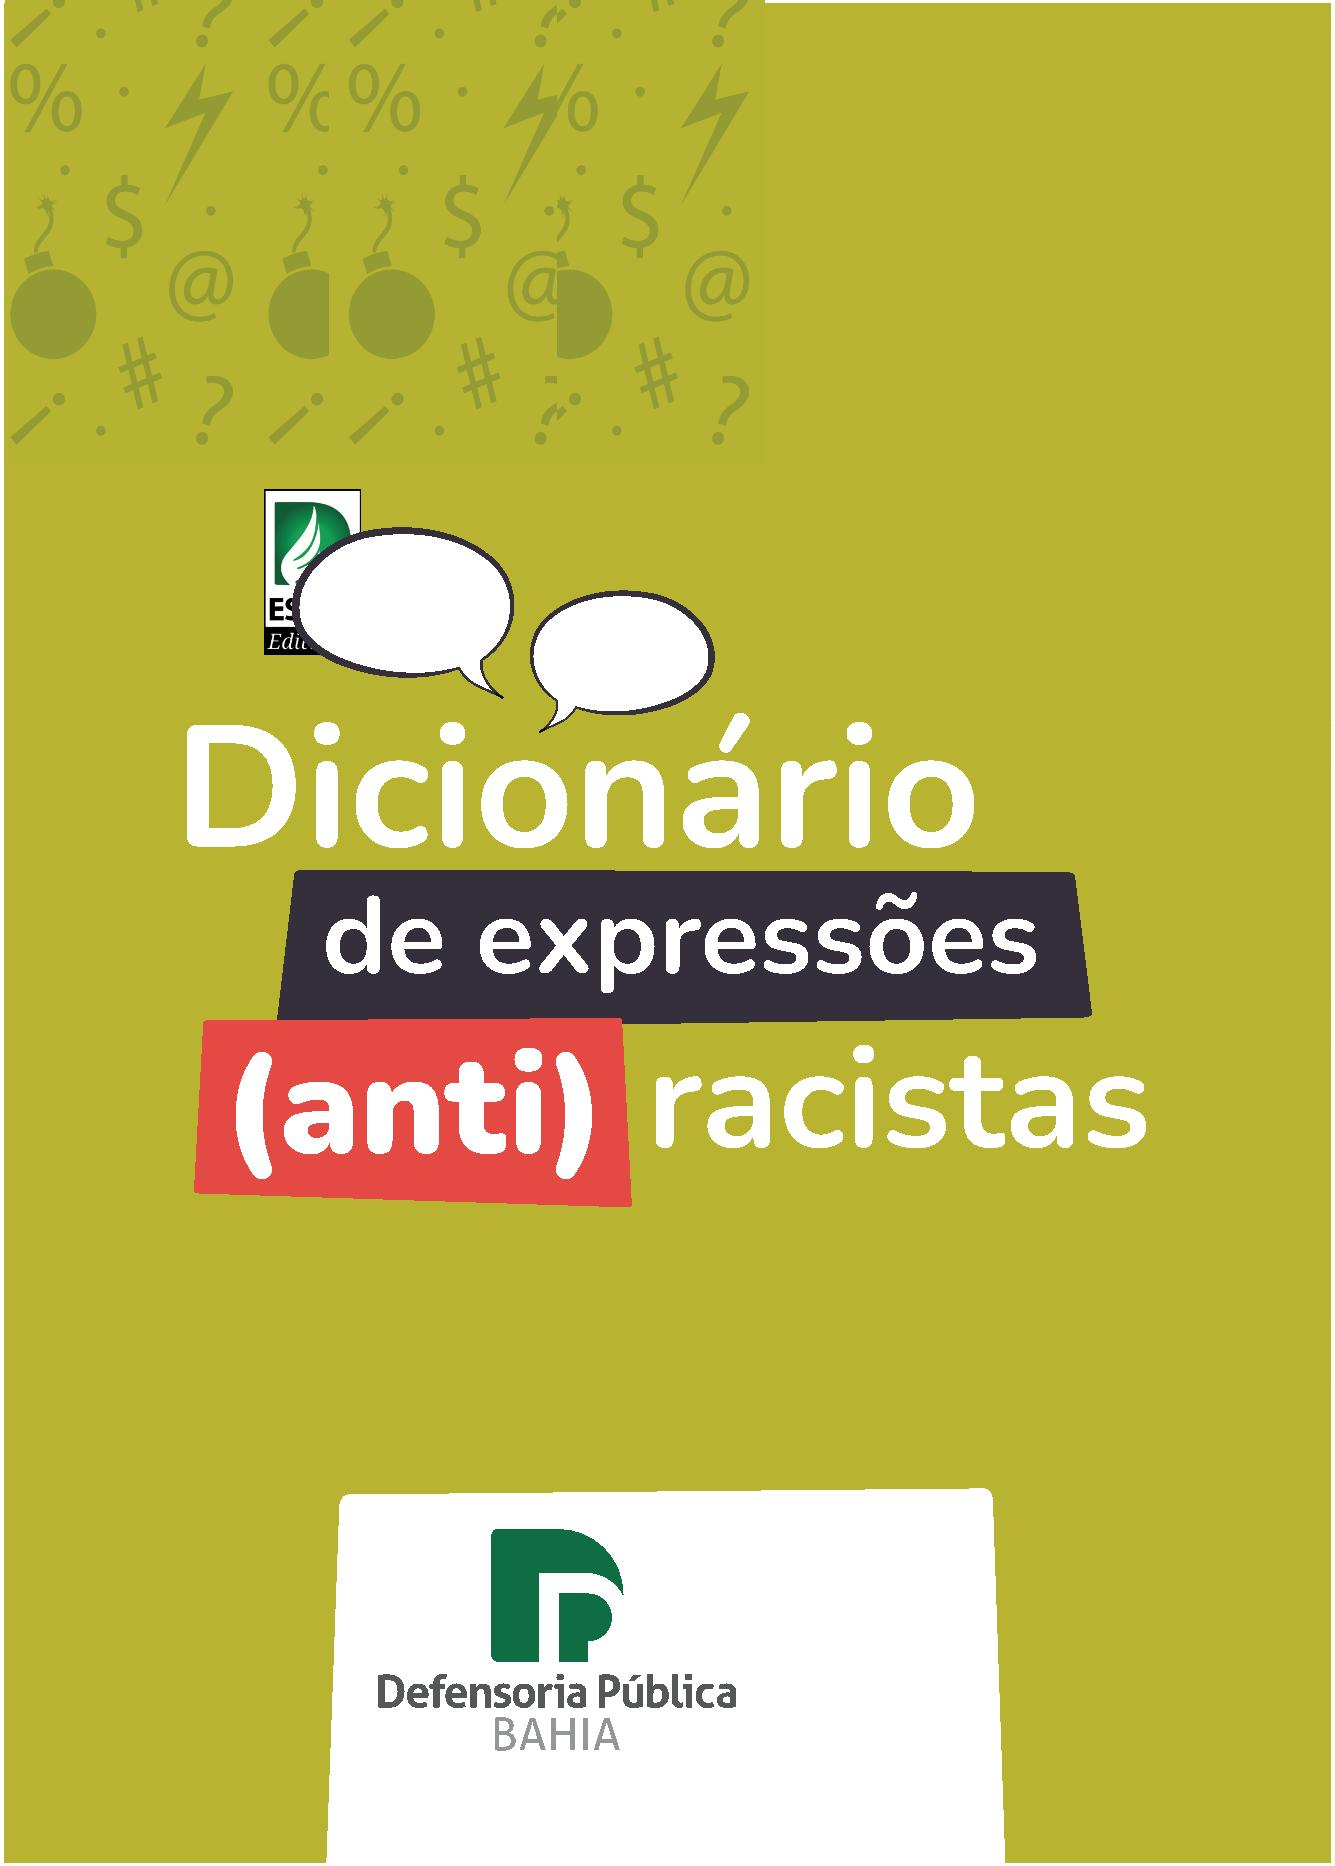 Dicionário
de expressões
(anti) racistas
Defensoria Pública
BAHIA